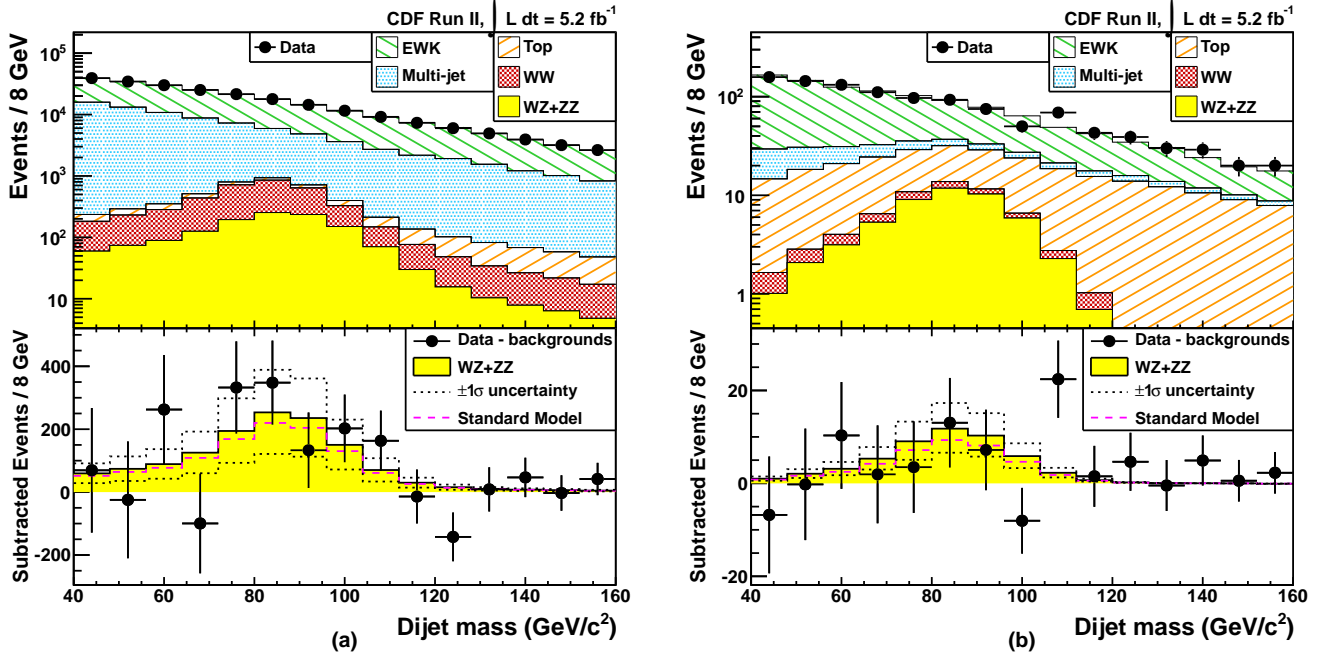 CDF Run II, ∫ L dt = 5.2 fb⁻¹
Events / 8 GeV
10⁵
10⁴
10³
10²
10
Data
EWK
Multi-jet
Top
WW
WZ+ZZ
Subtracted Events / 8 GeV
400
200
0
-200
Data - backgrounds
WZ+ZZ
±1σ uncertainty
Standard Model
40 60 80 100 120 140 160
Dijet mass (GeV/c²)
(a)
CDF Run II, ∫ L dt = 5.2 fb⁻¹
Events / 8 GeV
10²
10
1
Data
EWK
Multi-jet
Top
WW
WZ+ZZ
Subtracted Events / 8 GeV
20
0
-20
Data - backgrounds
WZ+ZZ
±1σ uncertainty
Standard Model
40 60 80 100 120 140 160
Dijet mass (GeV/c²)
(b)